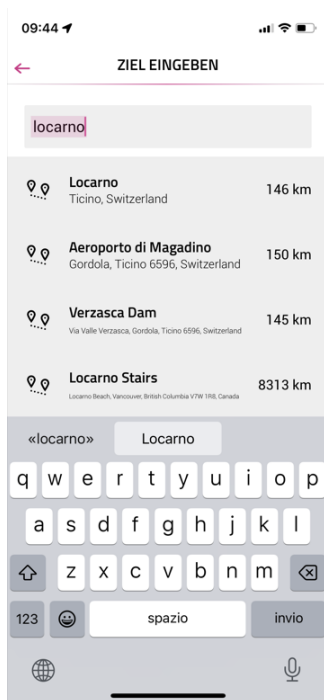 09:44
ZIEL EINGEBEN
locarno
Locarno
Ticino, Switzerland
146 km
Aeroporto di Magadino
Gordola, Ticino 6596, Switzerland
150 km
Verzasca Dam
Via Valle Verzasca, Gordola, Ticino 6596, Switzerland
145 km
Locarno Stairs
Locarno Beach, Vancouver, British Columbia V7W 1R8, Canada
8313 km
«locarno» Locarno
q w e r t y u i o p
a s d f g h j k l
z x c v b n m
123 spazio invio